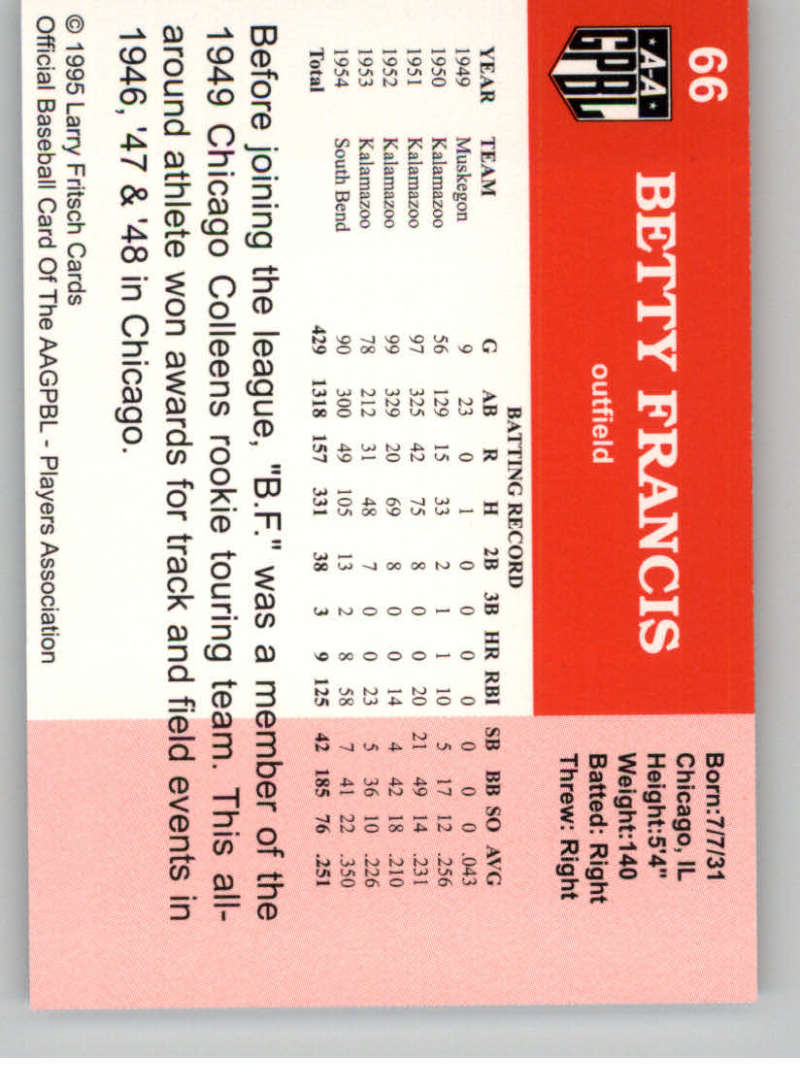 66
A-A
GPBL
BETTY FRANCIS
outfield
Born:7/7/31
Chicago, IL
Height:5'4"
Weight:140
Batted: Right
Threw: Right
BATTING RECORD
YEAR TEAM G AB R H 2B 3B HR RBI SB BB SO AVG
1949 Muskegon 9 23 0 1 0 0 0 0 0 0 0 .043
1950 Kalamazoo 56 129 15 33 2 1 1 10 5 17 12 .256
1951 Kalamazoo 97 325 42 75 8 0 0 20 21 49 14 .231
1952 Kalamazoo 99 329 20 69 8 0 0 14 4 42 18 .210
1953 Kalamazoo 78 212 31 48 7 0 0 23 5 36 10 .226
1954 South Bend 90 300 49 105 13 2 8 58 7 41 22 .350
Total 429 1318 157 331 38 3 9 125 42 185 76 .251
Before joining the league, "B.F." was a member of the
1949 Chicago Colleens rookie touring team. This all-
around athlete won awards for track and field events in
1946, '47 & '48 in Chicago.
© 1995 Larry Fritsch Cards
Official Baseball Card Of The AAGPBL - Players Association